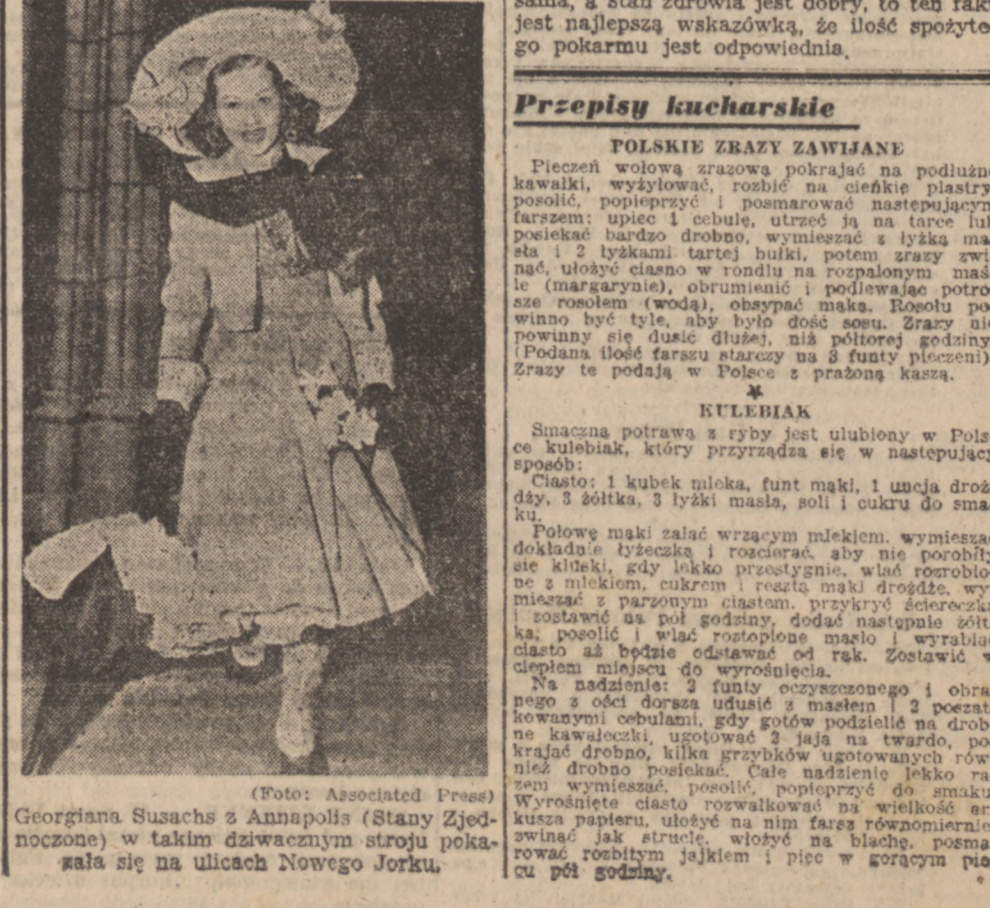 (Foto: Associated Press)
Georgiana Susachs z Annapolis (Stany Zjed-
noczone) w takim dziwacznym stroju poka-
zała się na ulicach Nowego Jorku.
sama, a stan zdrowia jest dobry, to ten fak
jest najlepszą wskazówką, że ilość spożyte
go pokarmu jest odpowiednia.
Przepisy kucharskie
POLSKIE ZRAZY ZAWIJANE
Pieczeń wołową zrazową pokrajać na podłużne
kawałki, wyżyłować, rozbić na cieńkie plastry
posolić, popieprzyć i posmarować następującym
farszem: upiec 1 cebulę, utrzeć ją na tarce lub
posiekać bardzo drobno, wymieszać z łyżką ma
sła i 2 łyżkami tartej bułki, potem zrazy zwi
nąć, ułożyć ciasno w rondlu na rozpalonym maś
le (margarynie), obrumienić i podlewając potro
sze rosołem (wodą), obsypać mąką. Rosołu po
winno być tyle, aby było dość sosu. Zrazy nie
powinny się dusić dłużej, niż półtorej godziny
(Podana ilość farszu starczy na 3 funty pieczeni)
Zrazy te podają w Polsce z prażoną kaszą.
KULEBIAK
Smaczną potrawą z ryby jest ulubiony w Pols
ce kulebiak, który przyrządza się w następujący
sposób:
Ciasto: 1 kubek mleka, funt mąki, 1 uncja droż
dży, 3 żółtka, 3 łyżki masła, soli i cukru do sma
ku.
Połowę mąki zalać wrzącym mlekiem, wymieszać
dokładnie łyżeczką i rozcierać, aby nie porobiły
się kluski, gdy lekko przestygnie, wlać rozrobio
ne z mlekiem, cukrem i resztą mąki drożdże, wy
mieszać z parzonym ciastem, przykryć ściereczką
i zostawić na pół godziny, dodać następnie żółt
ka, posolić i wlać roztopione masło i wyrabiać
ciasto aż będzie odstawać od rąk. Zostawić w
ciepłem miejscu do wyrośnięcia.
Na nadzienie: 2 funty oczyszczonego i obra
nego z ości dorsza udusić z masłem i 2 poszat
kowanymi cebulami, gdy gotów podzielić na drob
ne kawałeczki, ugotować 2 jaja na twardo, po
krajać drobno, kilka grzybków ugotowanych rów
nież drobno posiekać. Całe nadzienie lekko ra
zem wymieszać, posolić, popieprzyć do smaku
Wyrośnięte ciasto rozwałkować na wielkość ar
kusza papieru, ułożyć na nim farsz równomiernie
zwinąć jak struclę, włożyć na blachę, posma
rować rozbitym jajkiem i piec w gorącym pie
cu pół godziny.